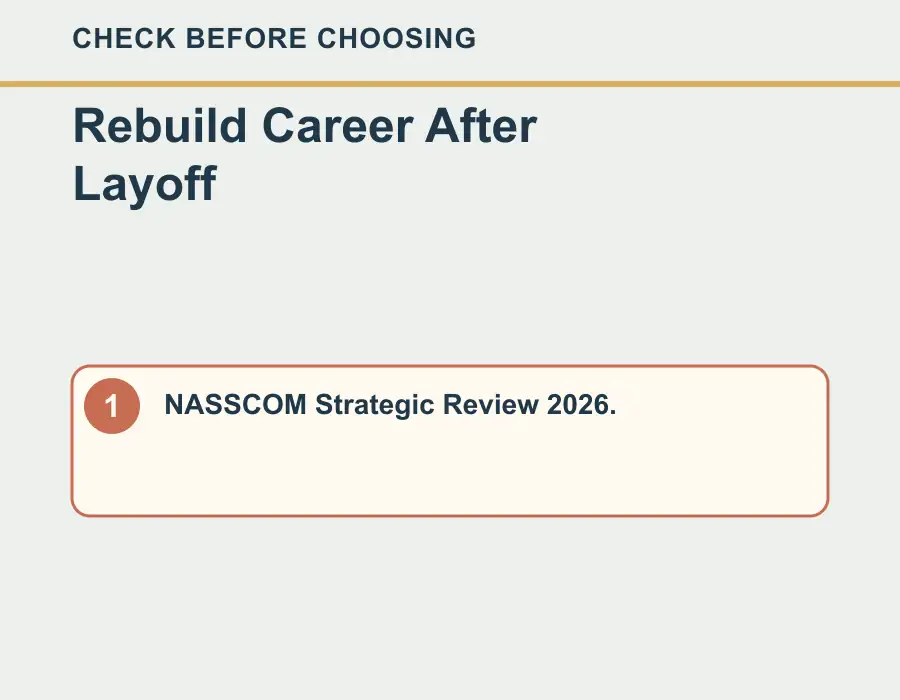 CHECK BEFORE CHOOSING
Rebuild Career After
Layoff
1 NASSCOM Strategic Review 2026.